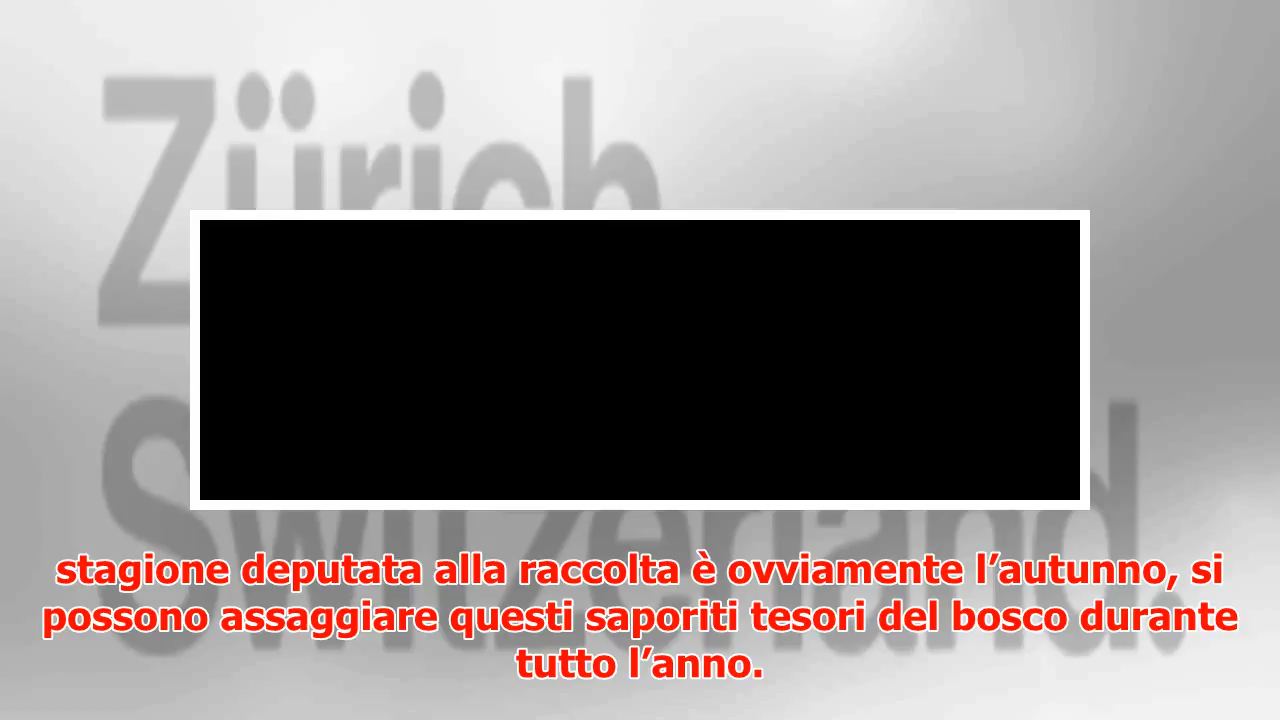 Zürich
Switzerland.
stagione deputata alla raccolta è ovviamente l’autunno, si
possono assaggiare questi saporiti tesori del bosco durante
tutto l’anno.